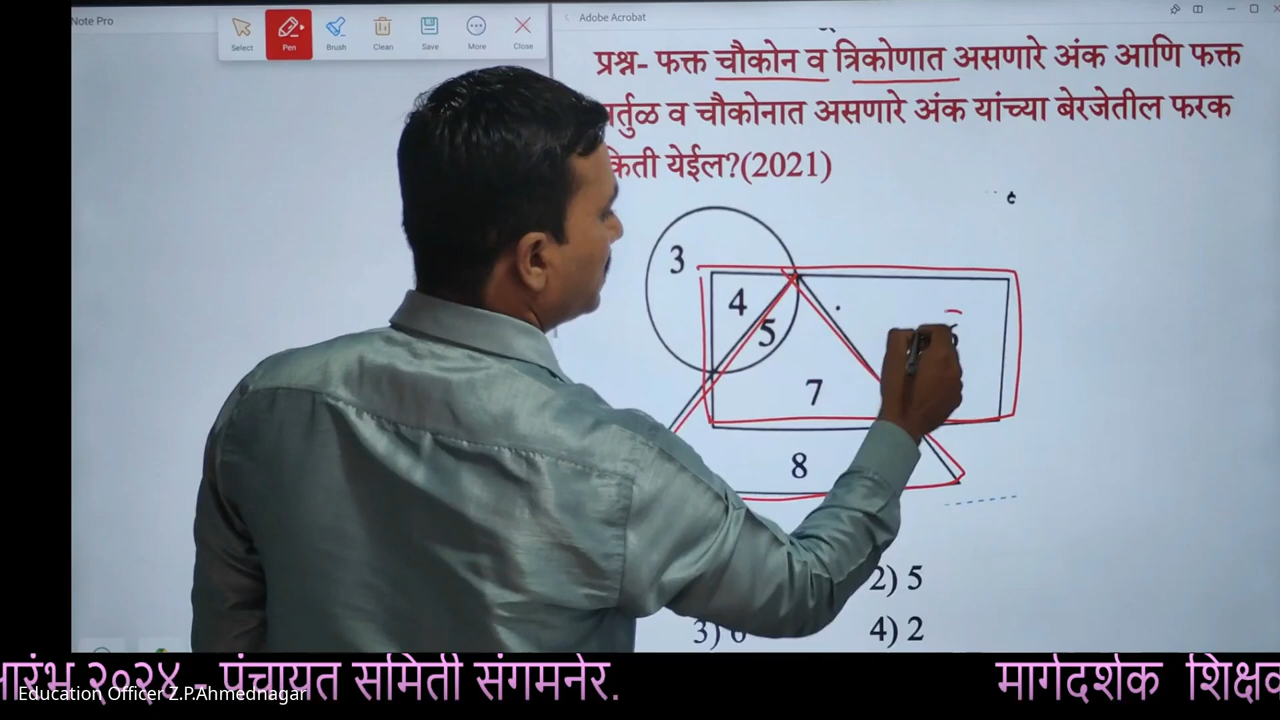 Note Pro
Select Pen Brush Clean Save More Close
Adobe Acrobat
प्रश्न- फक्त चौकोन व त्रिकोणात असणारे अंक आणि फक्त
व चौकोनात असणारे अंक यांच्या बेरजेतील फरक
येईल?(2021)
3
4
5
7
8
2) 5
3)
4) 2
२०२४ - पंचायत समिती संगमनेर. मार्गदर्शक
Education Officer Z.P.Ahmednagar